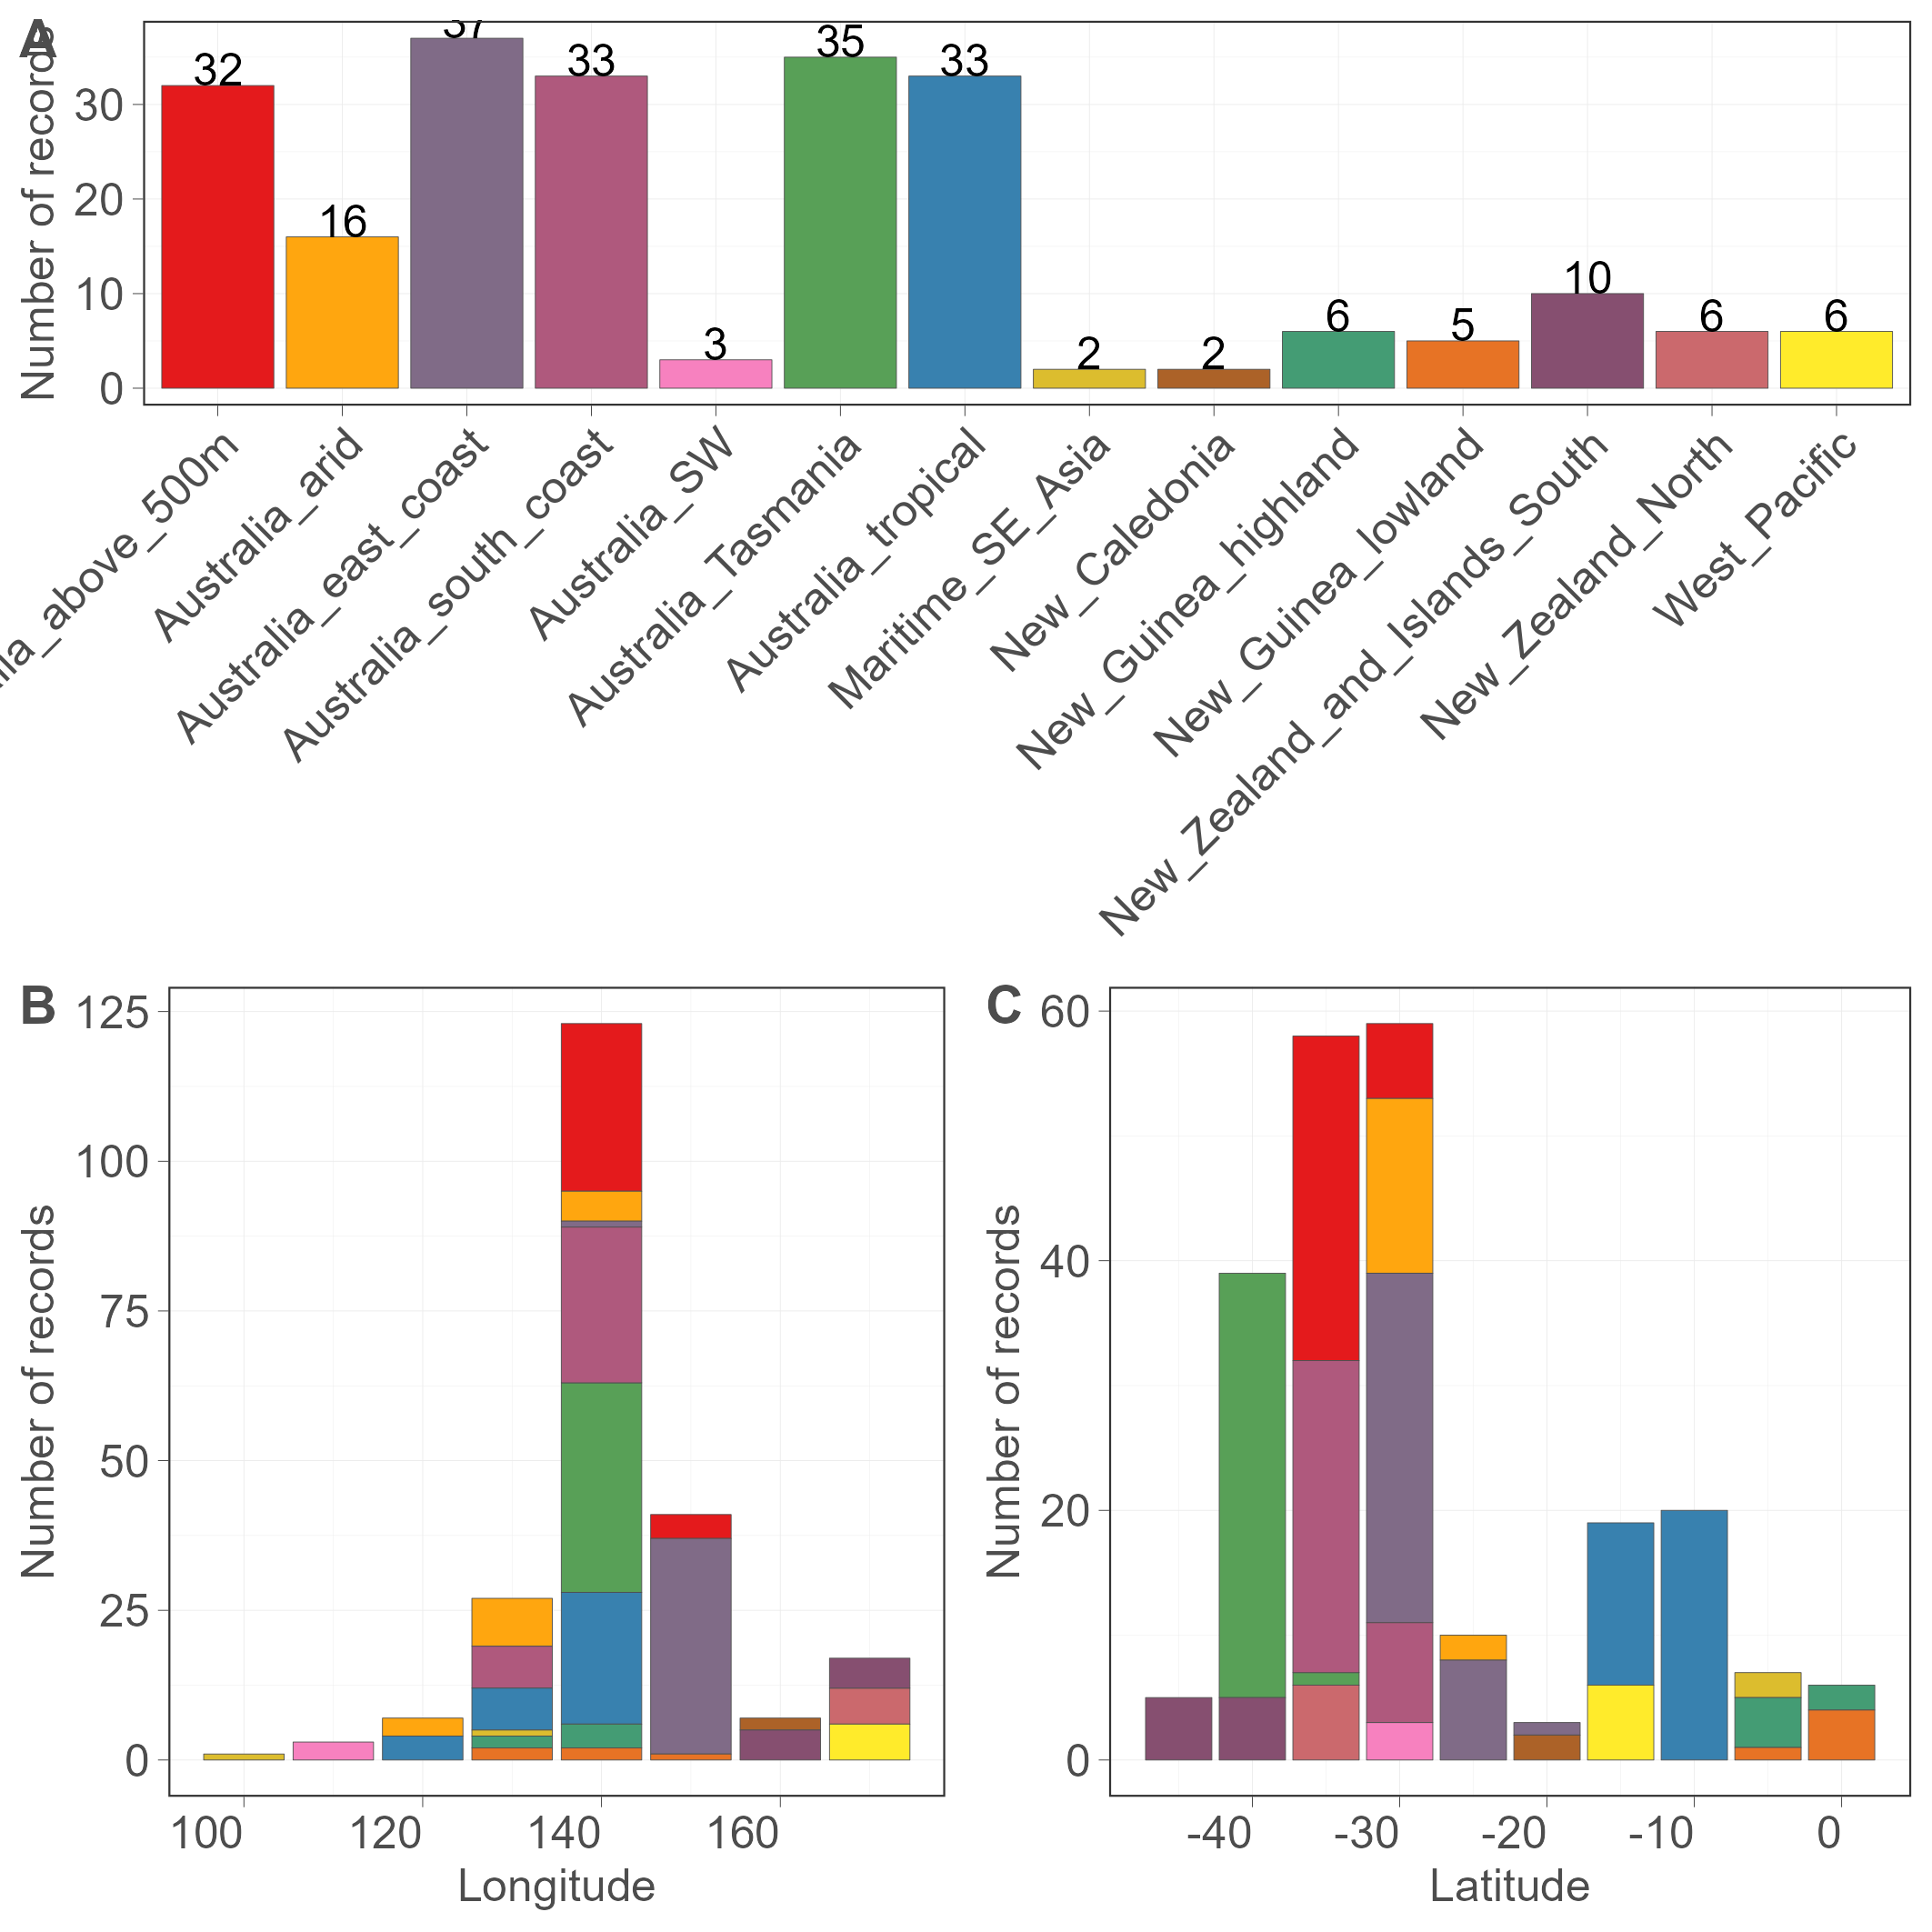 A
Number of records
30
20
10
0
32
16
37
33
3
35
33
2
2
6
5
10
6
6
lia_above_500m
Australia_arid
Australia_east_coast
Australia_south_coast
Australia_SW
Australia_Tasmania
Australia_tropical
Maritime_SE_Asia
New_Caledonia
New_Guinea_highland
New_Guinea_lowland
New_Zealand_and_Islands_South
New_Zealand_North
West_Pacific
B
Number of records
125
100
75
50
25
0
100 120 140 160
Longitude
C
Number of records
60
40
20
0
-40 -30 -20 -10 0
Latitude